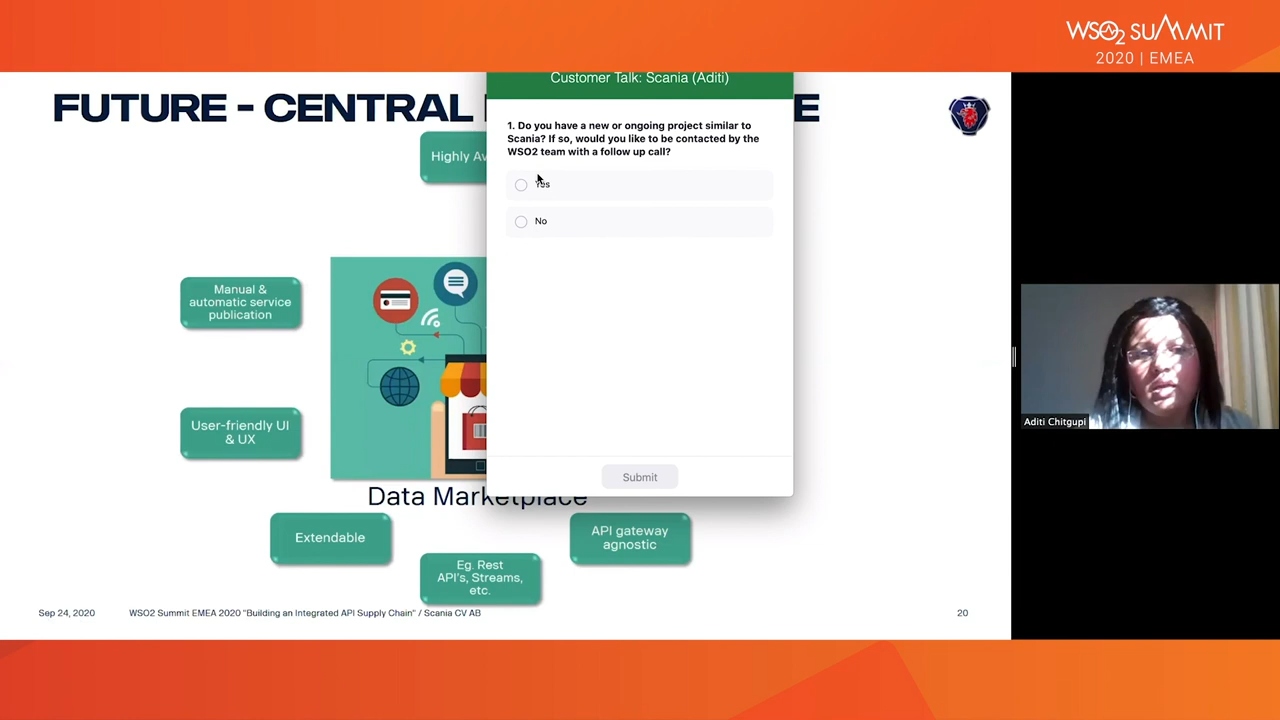 WSO2 SUMMIT
2020 | EMEA
Customer Talk: Scania (Aditi)
FUTURE - CENTRAL
1. Do you have a new or ongoing project similar to
Scania? If so, would you like to be contacted by the
WSO2 team with a follow up call?
Yes
No
Submit
Highly
Manual &
automatic service
publication
User-friendly UI
& UX
Data Marketplace
Extendable
Eg. Rest
API's, Streams,
etc.
API gateway
agnostic
Aditi Chitgupi
Sep 24, 2020
WSO2 Summit EMEA 2020 "Building an Integrated API Supply Chain" / Scania CV AB
20